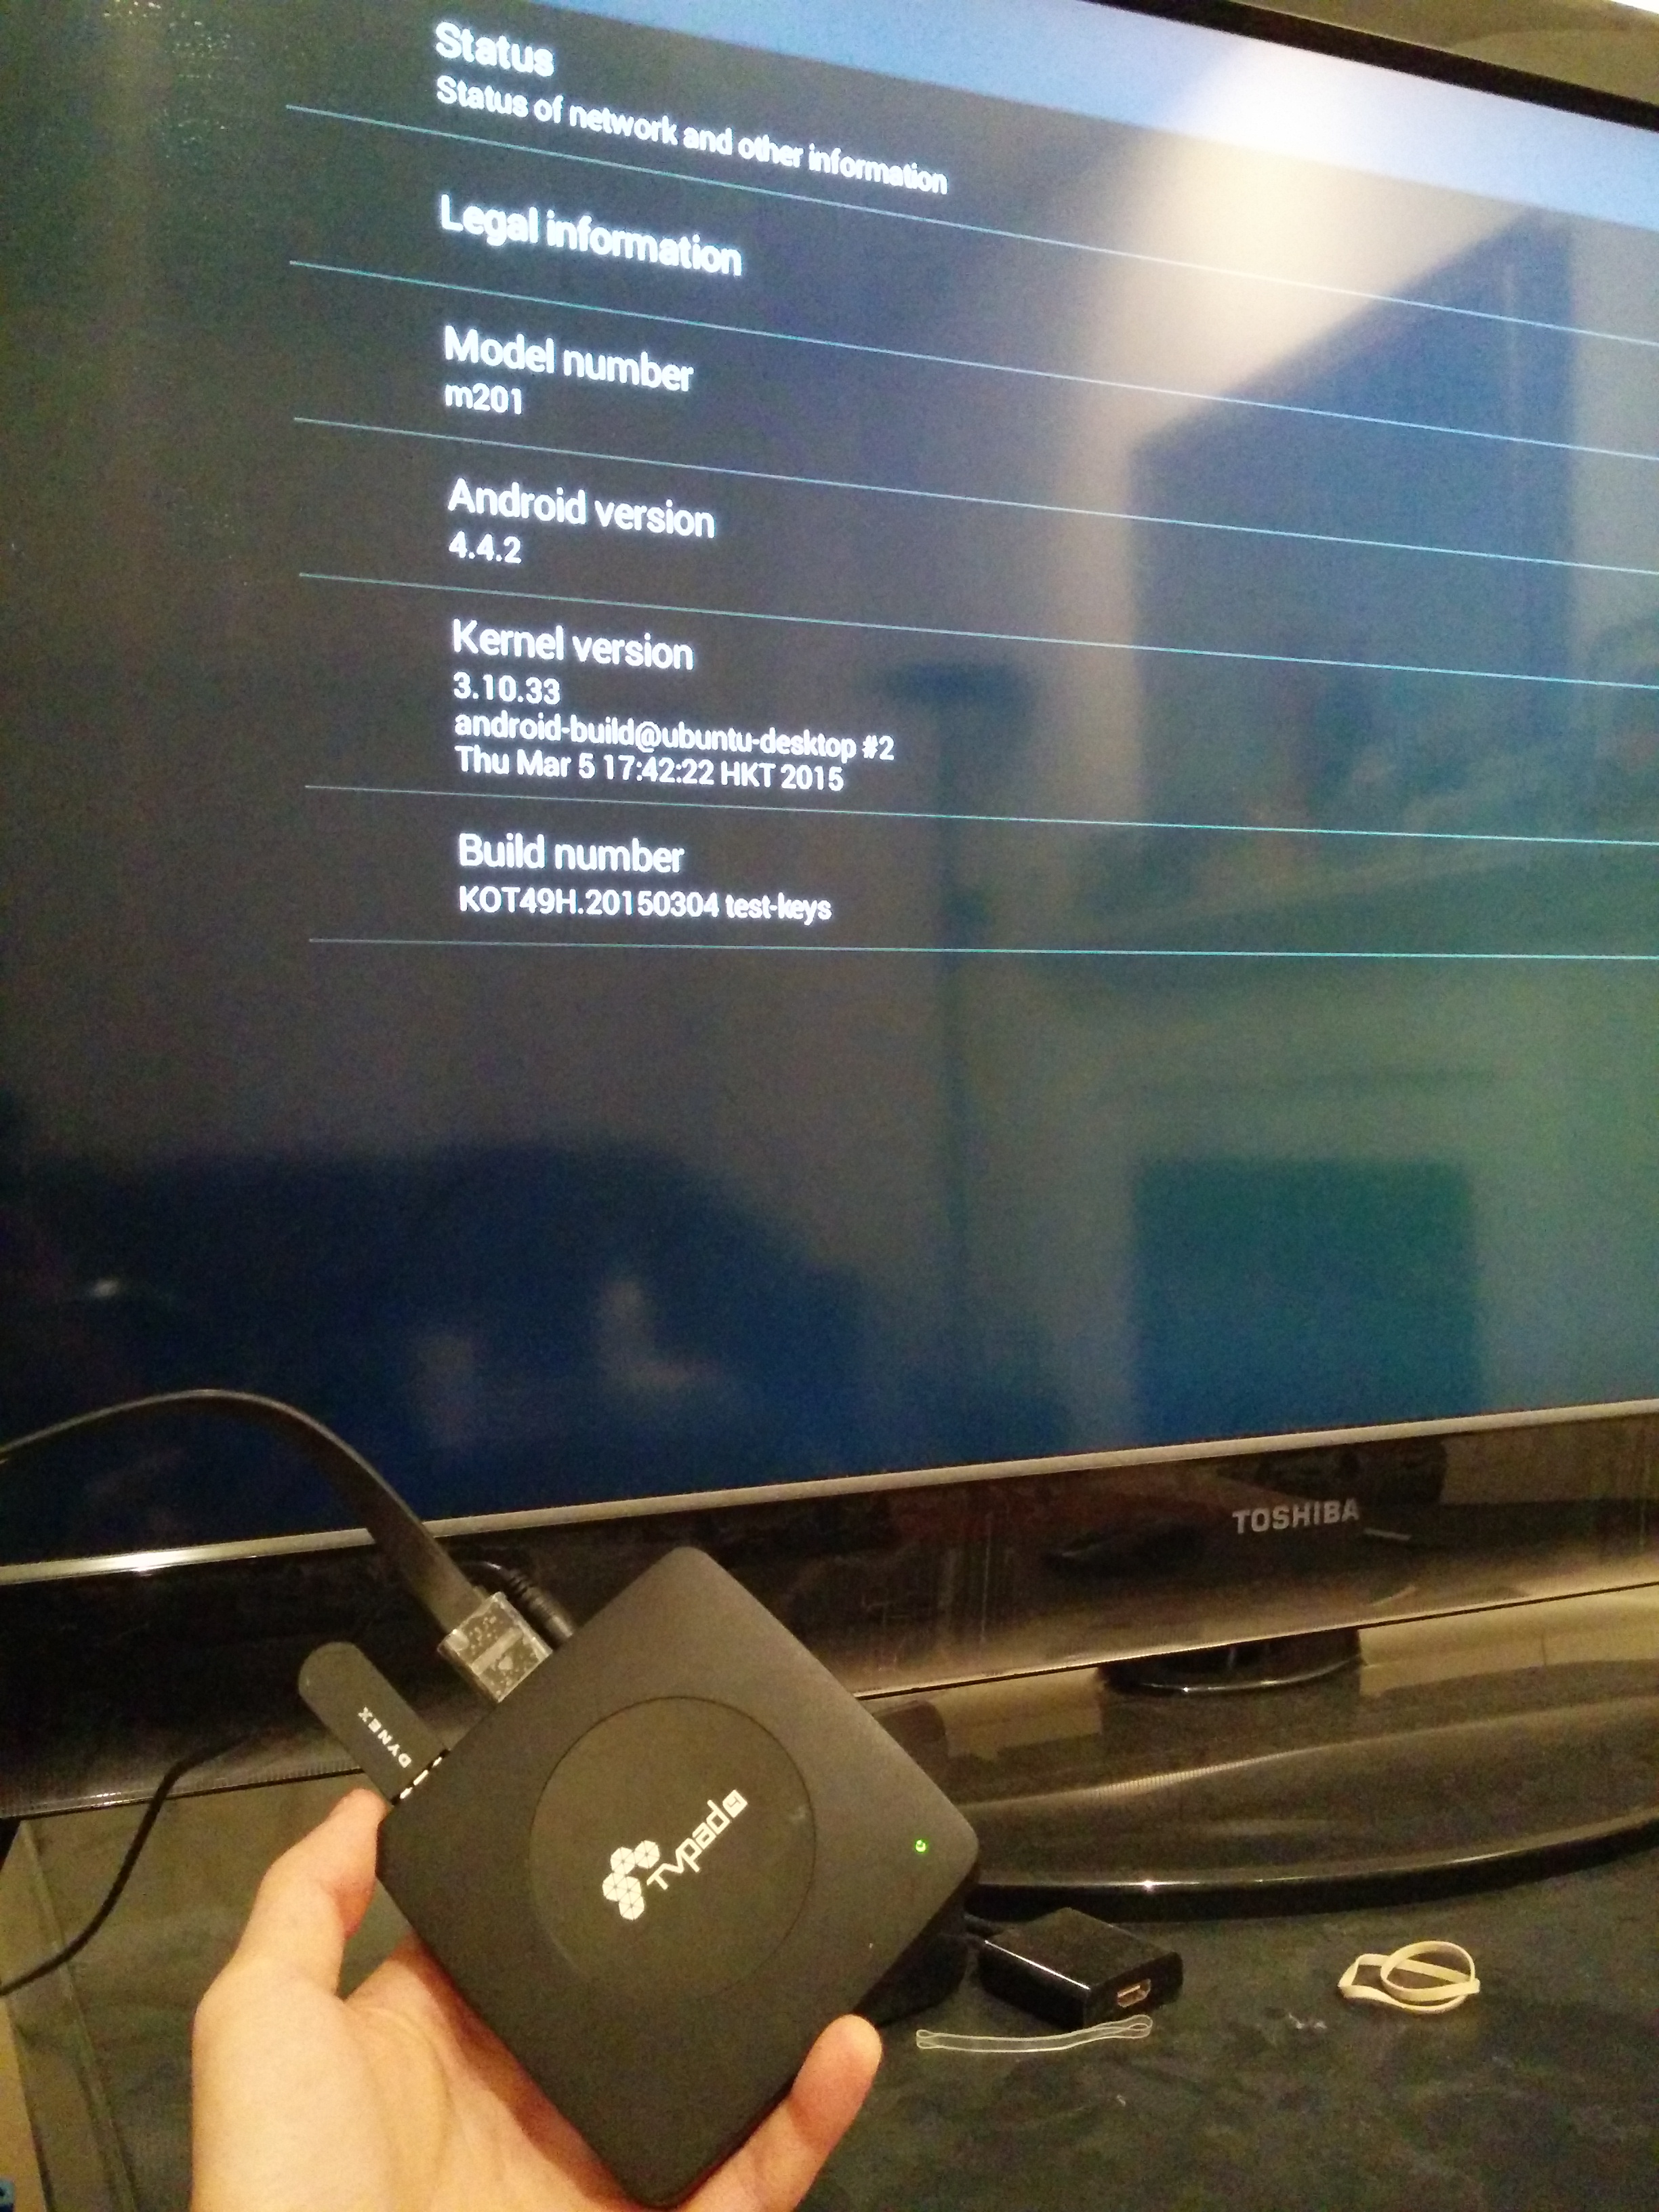 Status
Status of network and other information
Legal information
Model number
m201
Android version
4.4.2
Kernel version
3.10.33
android-build@ubuntu-desktop #2
Thu Mar 5 17:42:22 HKT 2015
Build number
KOT49H.20150304 test-keys
TOSHIBA
DYNEX
TVpad4